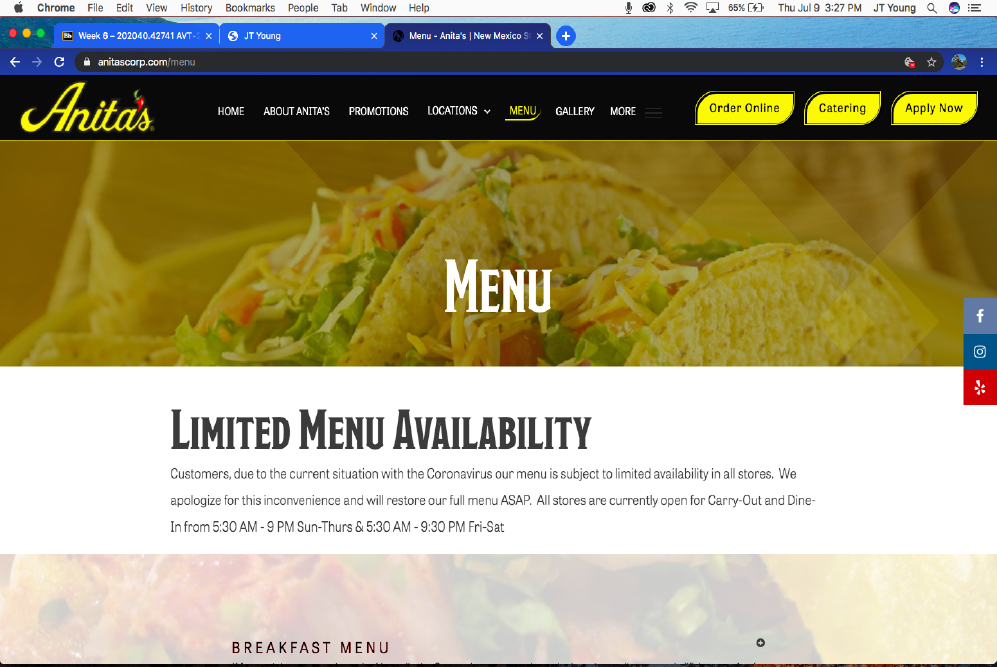 Chrome File Edit View History Bookmarks People Tab Window Help 65% Thu Jul 9 3:27 PM JT Young
Bb Week 6 – 202040.42741 AVT-2 JT Young Menu - Anita's | New Mexico S
anitascorp.com/menu
Anita's
HOME ABOUT ANITA'S PROMOTIONS LOCATIONS MENU GALLERY MORE Order Online Catering Apply Now
MENU
LIMITED MENU AVAILABILITY
Customers, due to the current situation with the Coronavirus our menu is subject to limited availability in all stores. We
apologize for this inconvenience and will restore our full menu ASAP. All stores are currently open for Carry-Out and Dine-
In from 5:30 AM - 9 PM Sun-Thurs & 5:30 AM - 9:30 PM Fri-Sat
BREAKFAST MENU